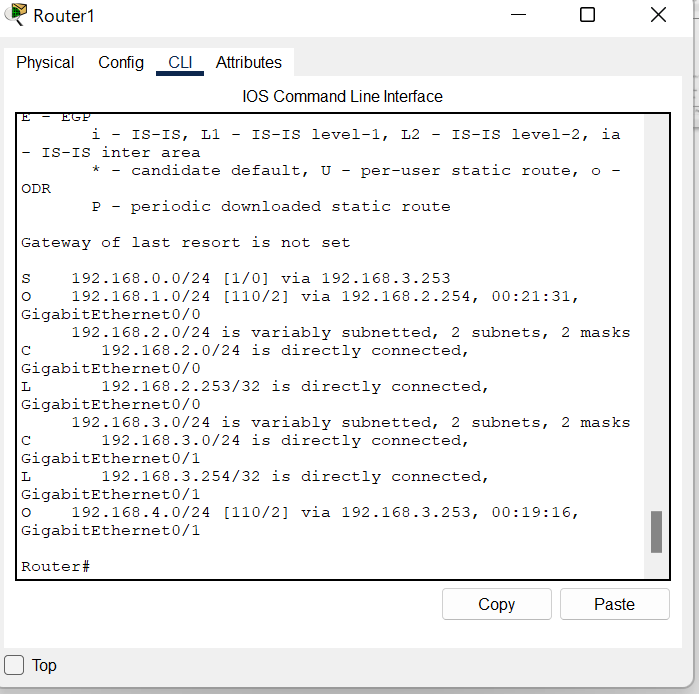 Router1
Physical Config CLI Attributes
IOS Command Line Interface
E - EGP
i - IS-IS, L1 - IS-IS level-1, L2 - IS-IS level-2, ia
- IS-IS inter area
* - candidate default, U - per-user static route, o -
ODR
P - periodic downloaded static route
Gateway of last resort is not set
S 192.168.0.0/24 [1/0] via 192.168.3.253
O 192.168.1.0/24 [110/2] via 192.168.2.254, 00:21:31,
GigabitEthernet0/0
192.168.2.0/24 is variably subnetted, 2 subnets, 2 masks
C 192.168.2.0/24 is directly connected,
GigabitEthernet0/0
L 192.168.2.253/32 is directly connected,
GigabitEthernet0/0
192.168.3.0/24 is variably subnetted, 2 subnets, 2 masks
C 192.168.3.0/24 is directly connected,
GigabitEthernet0/1
L 192.168.3.254/32 is directly connected,
GigabitEthernet0/1
O 192.168.4.0/24 [110/2] via 192.168.3.253, 00:19:16,
GigabitEthernet0/1
Router#
Copy Paste
Top